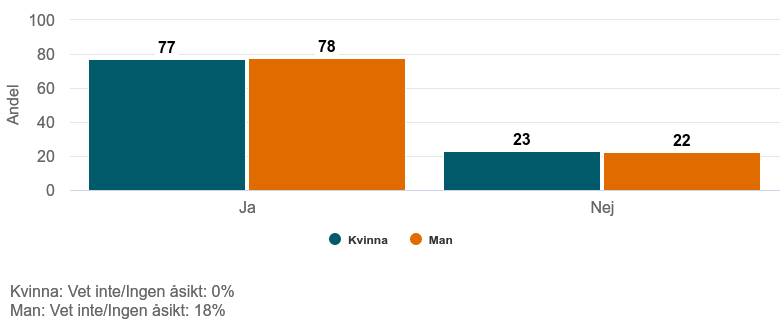 100
80
60
40
20
0
Andel
77
78
23
22
Ja
Nej
Kvinna
Man
Kvinna: Vet inte/Ingen åsikt: 0%
Man: Vet inte/Ingen åsikt: 18%